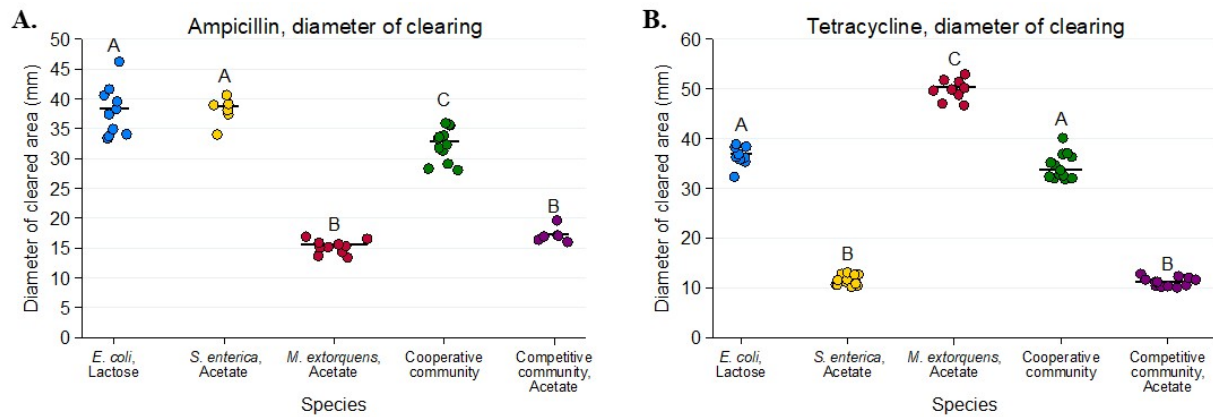 A.
Ampicillin, diameter of clearing
Diameter of cleared area (mm)
50
45
40
35
30
25
20
15
10
5
0
A
A
B
C
B
E. coli,
Lactose
S. enterica,
Acetate
M. extorquens,
Acetate
Cooperative
community
Competitive
community,
Acetate
Species
B.
Tetracycline, diameter of clearing
Diameter of cleared area (mm)
60
50
40
30
20
10
0
A
B
C
A
B
E. coli,
Lactose
S. enterica,
Acetate
M. extorquens,
Acetate
Cooperative
community
Competitive
community,
Acetate
Species